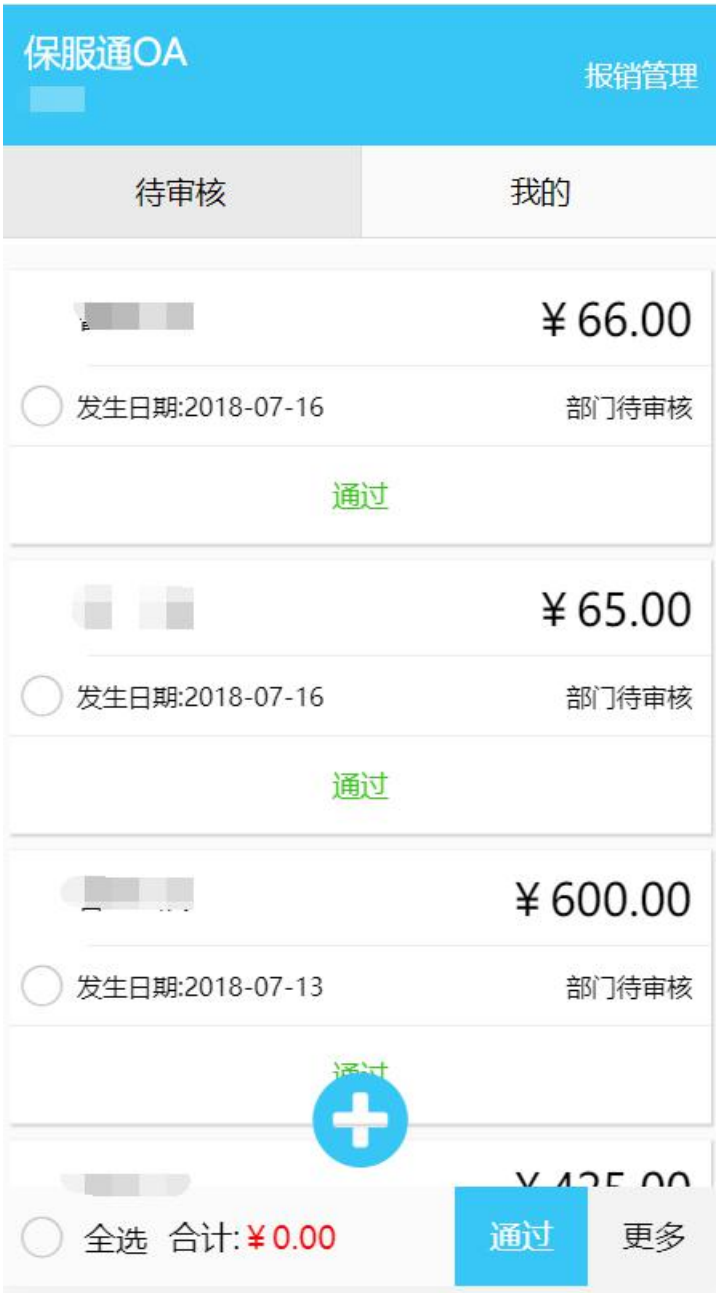 保服通OA
报销管理
待审核 我的
¥ 66.00
发生日期:2018-07-16 部门待审核
通过
¥ 65.00
发生日期:2018-07-16 部门待审核
通过
¥ 600.00
发生日期:2018-07-13 部门待审核
通过
全选 合计:¥ 0.00 通过 更多